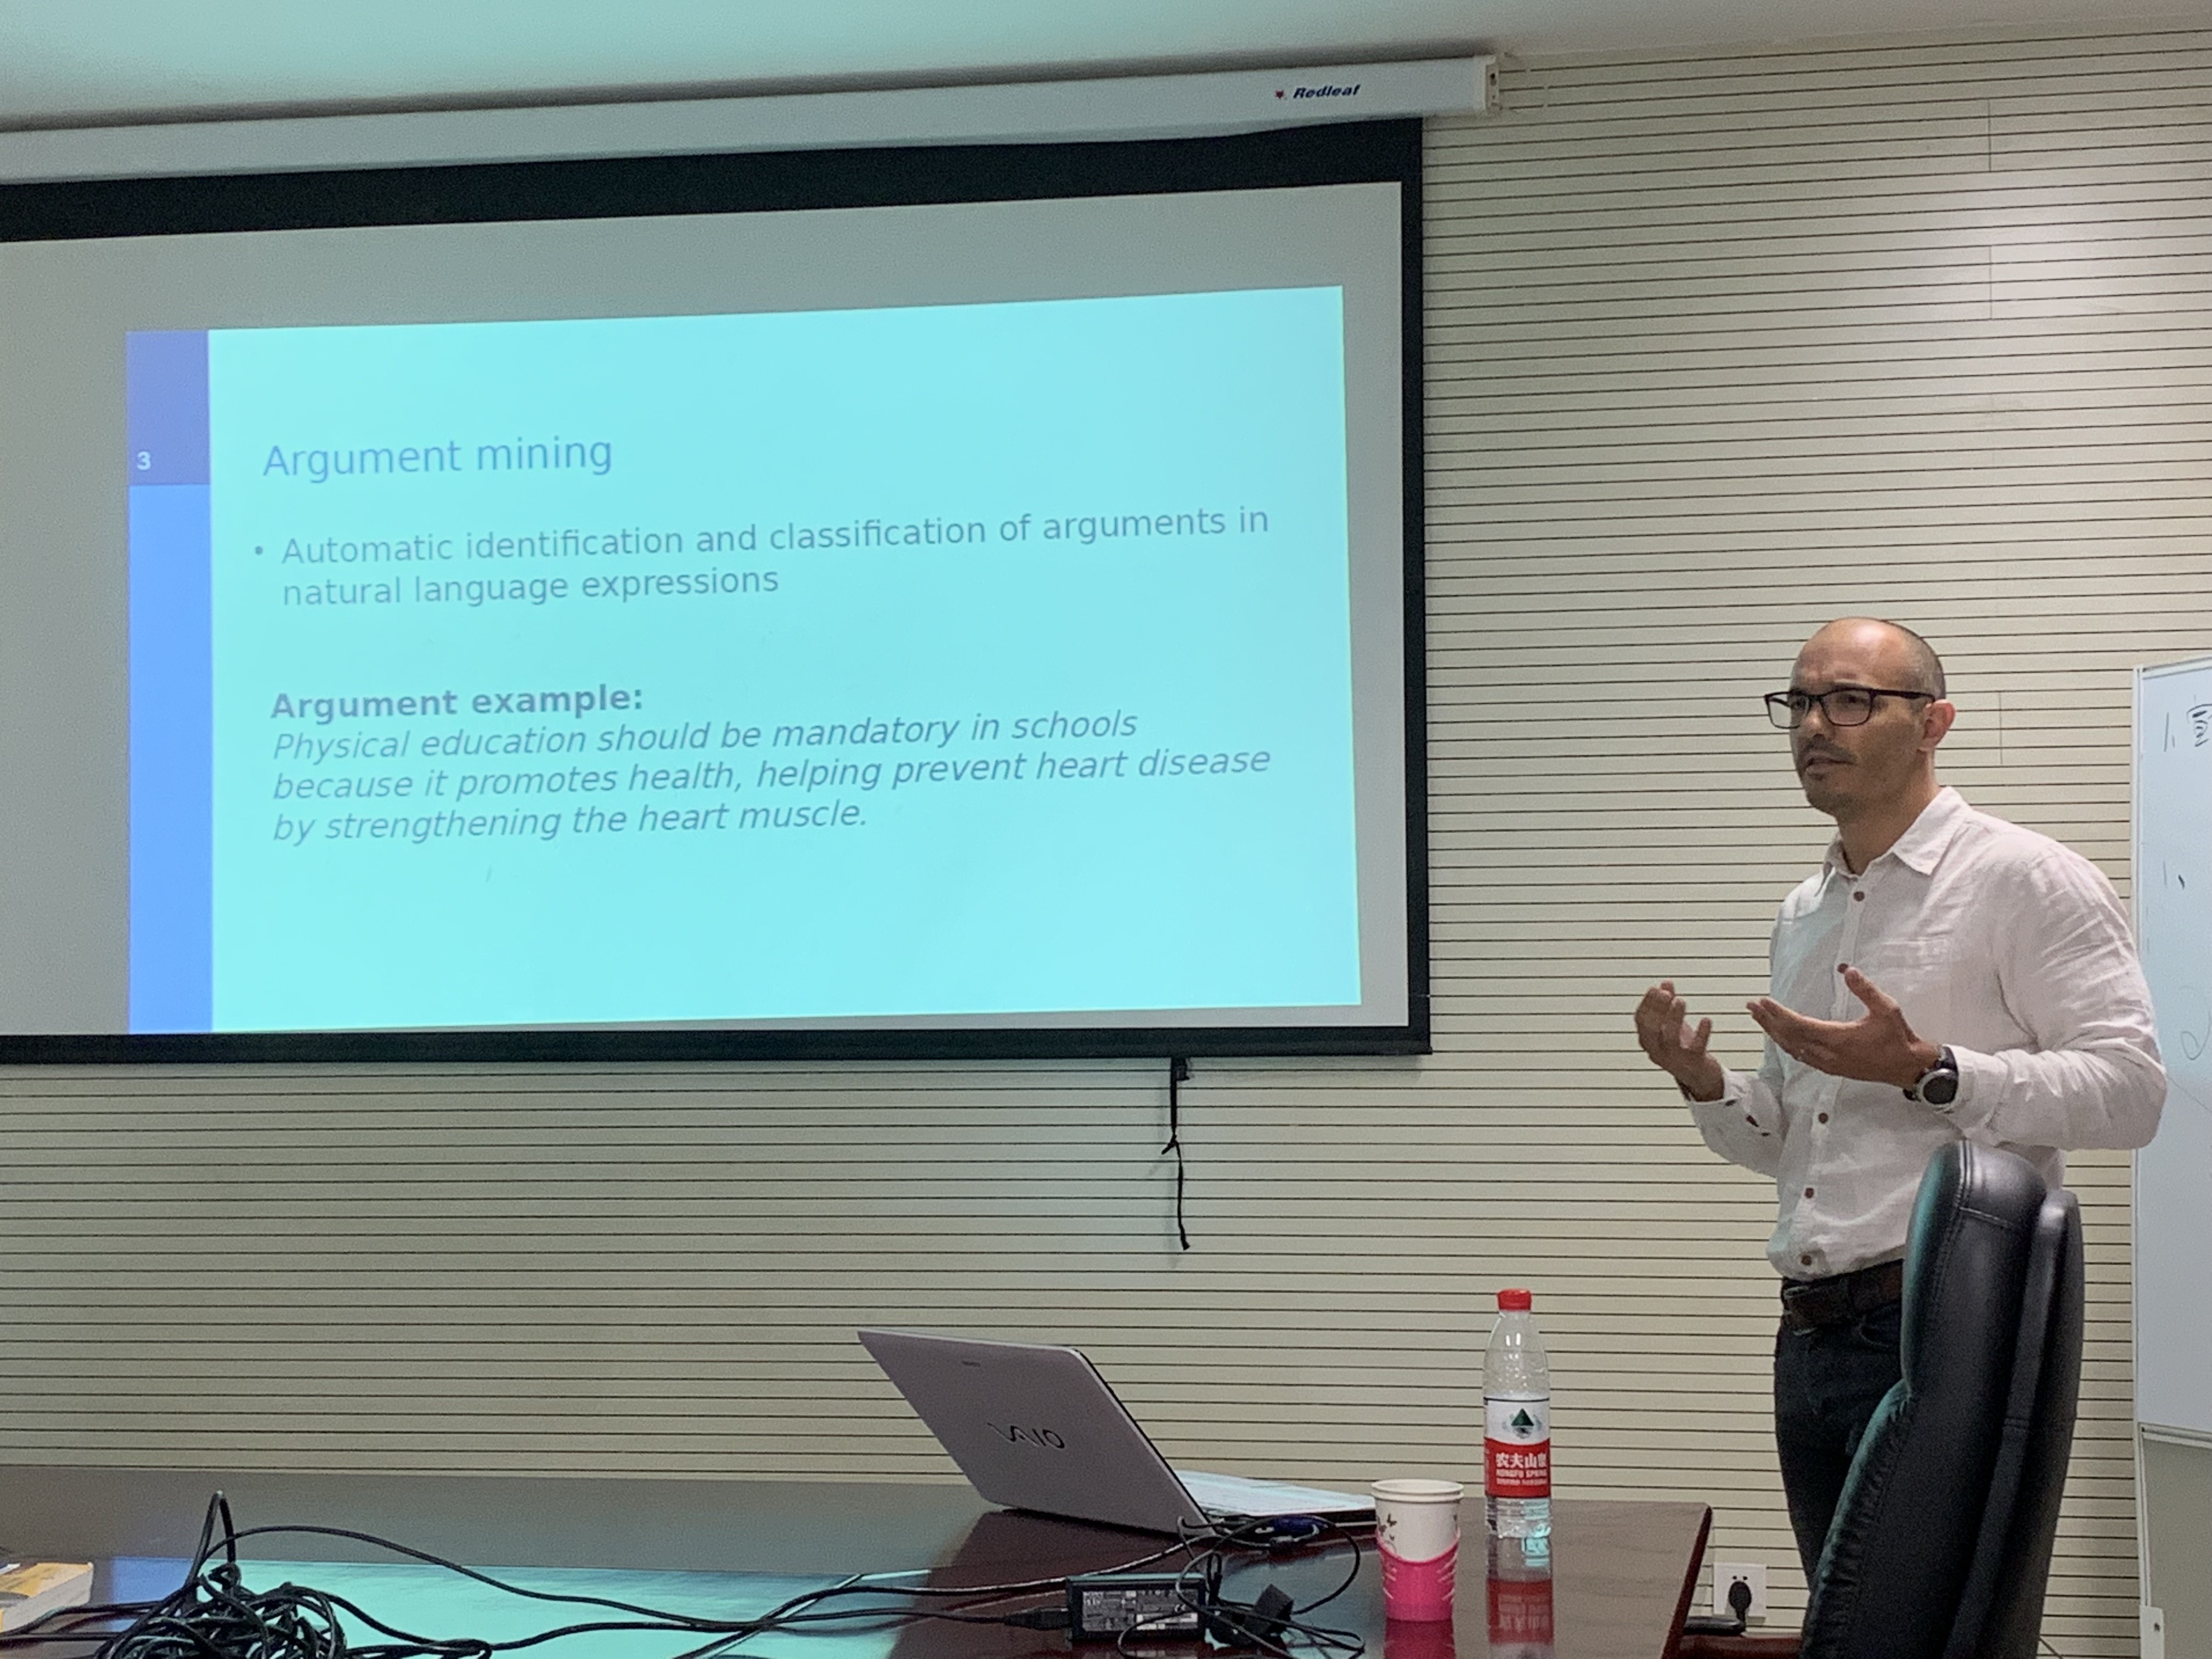 Redleaf
3
Argument mining
• Automatic identification and classification of arguments in
natural language expressions
Argument example:
Physical education should be mandatory in schools
because it promotes health, helping prevent heart disease
by strengthening the heart muscle.
VAIO
农夫山泉
NONGFU SPRING